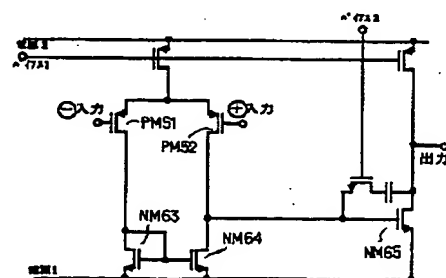 バイアス2
電源2
バイアス1
⊖入力
⊕入力
PM51
PM52
出力
NM63
NM64
NM65
電源1